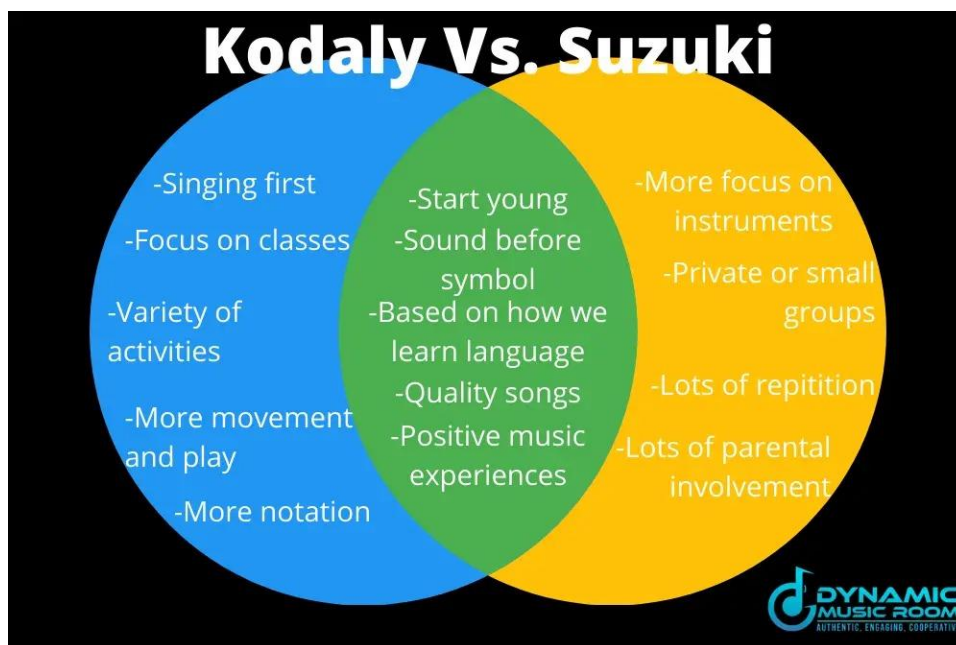 Kodaly Vs. Suzuki
-Singing first
-Focus on classes
-Variety of
activities
-More movement
and play
-More notation
-Start young
-Sound before
symbol
-Based on how we
learn language
-Quality songs
-Positive music
experiences
-More focus on
instruments
-Private or small
groups
-Lots of repitition
-Lots of parental
involvement
DYNAMIC
MUSIC ROOM
AUTHENTIC, ENGAGING, COOPERATIV